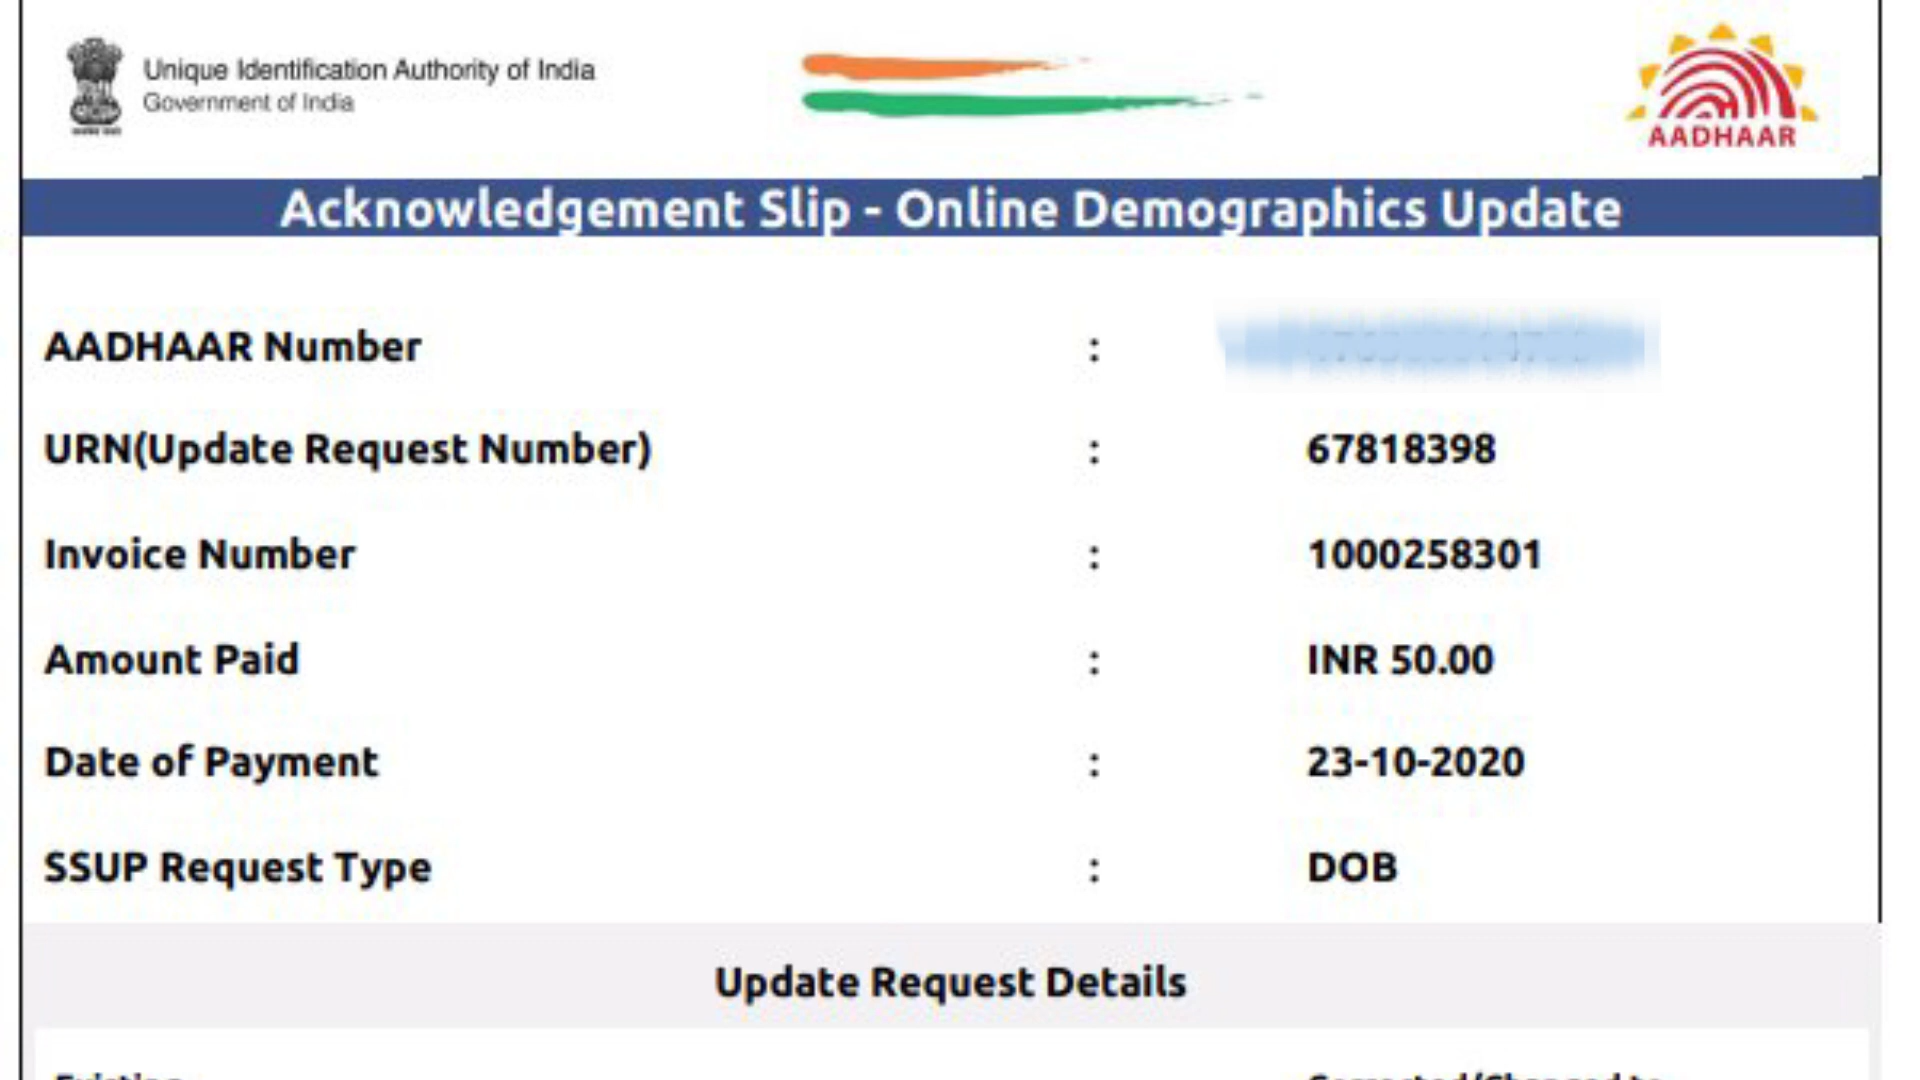 Unique Identification Authority of India
Government of India
AADHAAR
Acknowledgement Slip - Online Demographics Update
AADHAAR Number :
URN(Update Request Number) : 67818398
Invoice Number : 1000258301
Amount Paid : INR 50.00
Date of Payment : 23-10-2020
SSUP Request Type : DOB
Update Request Details